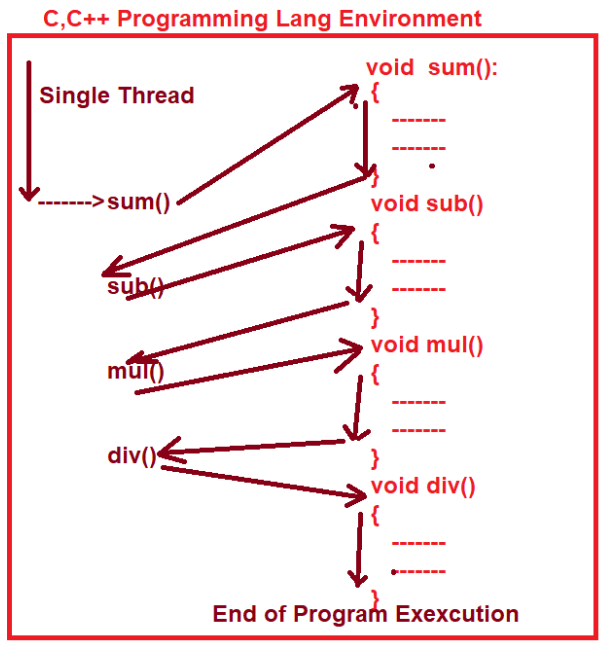 C,C++ Programming Lang Environment
void sum():
{
Single Thread
-------
-------
}
------->sum()
void sub()
{
-------
sub()
-------
}
void mul()
mul()
{
-------
-------
div()
}
void div()
{
-------
-------
}
End of Program Exexcution